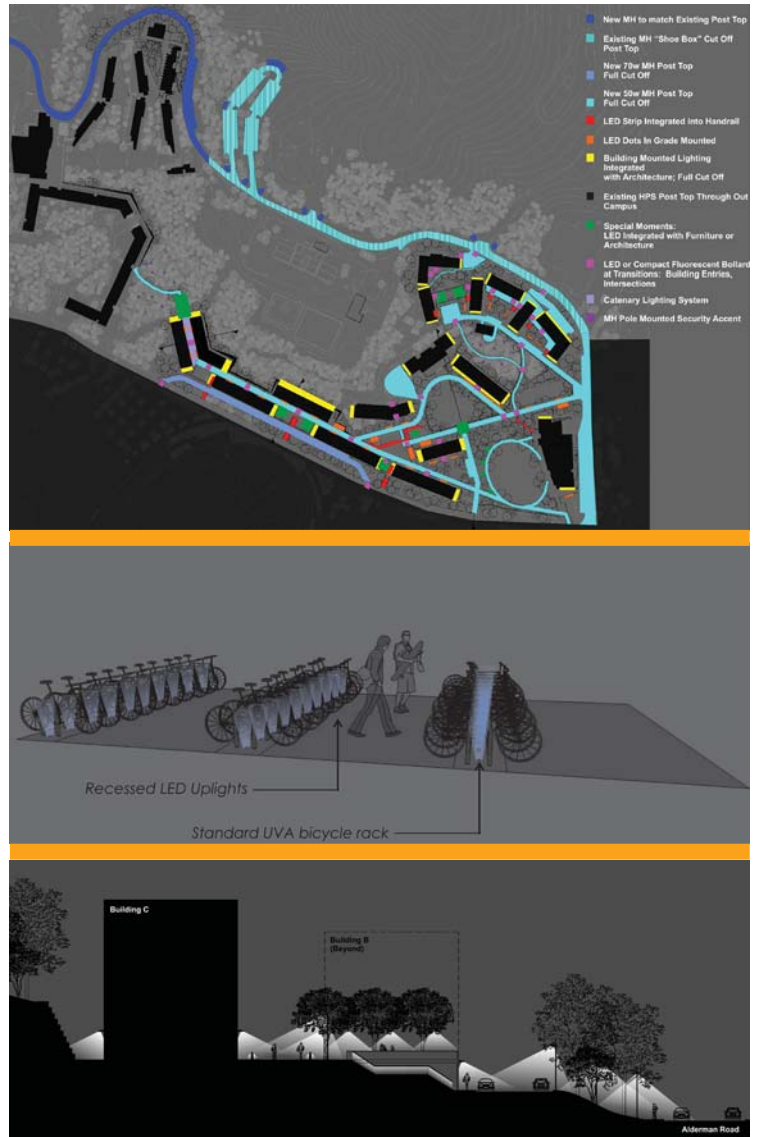 New MH to match Existing Post Top
Existing MH “Shoe Box” Cut Off
Post Top
New 70w MH Post Top
Full Cut Off
New 50w MH Post Top
Full Cut Off
LED Strip Integrated into Handrail
LED Dots In Grade Mounted
Building Mounted Lighting
Integrated
with Architecture; Full Cut Off
Existing HPS Post Top Through Out
Campus
Special Moments:
LED Integrated with Furniture or
Architecture
LED or Compact Fluorescent Bollard
at Transitions: Building Entries,
Intersections
Catenary Lighting System
MH Pole Mounted Security Accent
Recessed LED Uplights
Standard UVA bicycle rack
Building C
Building B
(Beyond)
Alderman Road